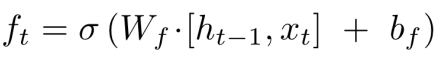 f_t = σ (W_f · [h_{t−1}, x_t] + b_f)